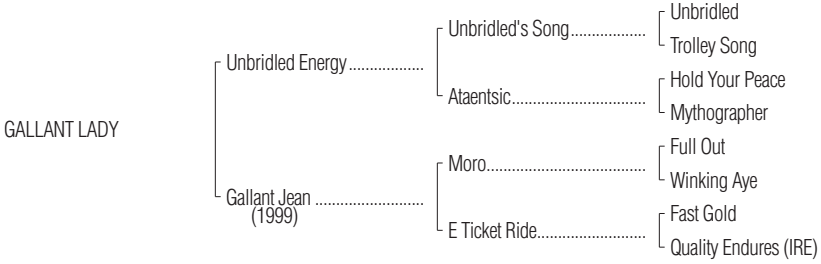 Unbridled
Unbridled's Song..................
Trolley Song
Unbridled Energy..................
Hold Your Peace
Ataentsic................................
Mythographer
GALLANT LADY
Full Out
Moro......................................
Winking Aye
Gallant Jean ..........................
(1999)
Fast Gold
E Ticket Ride..........................
Quality Endures (IRE)